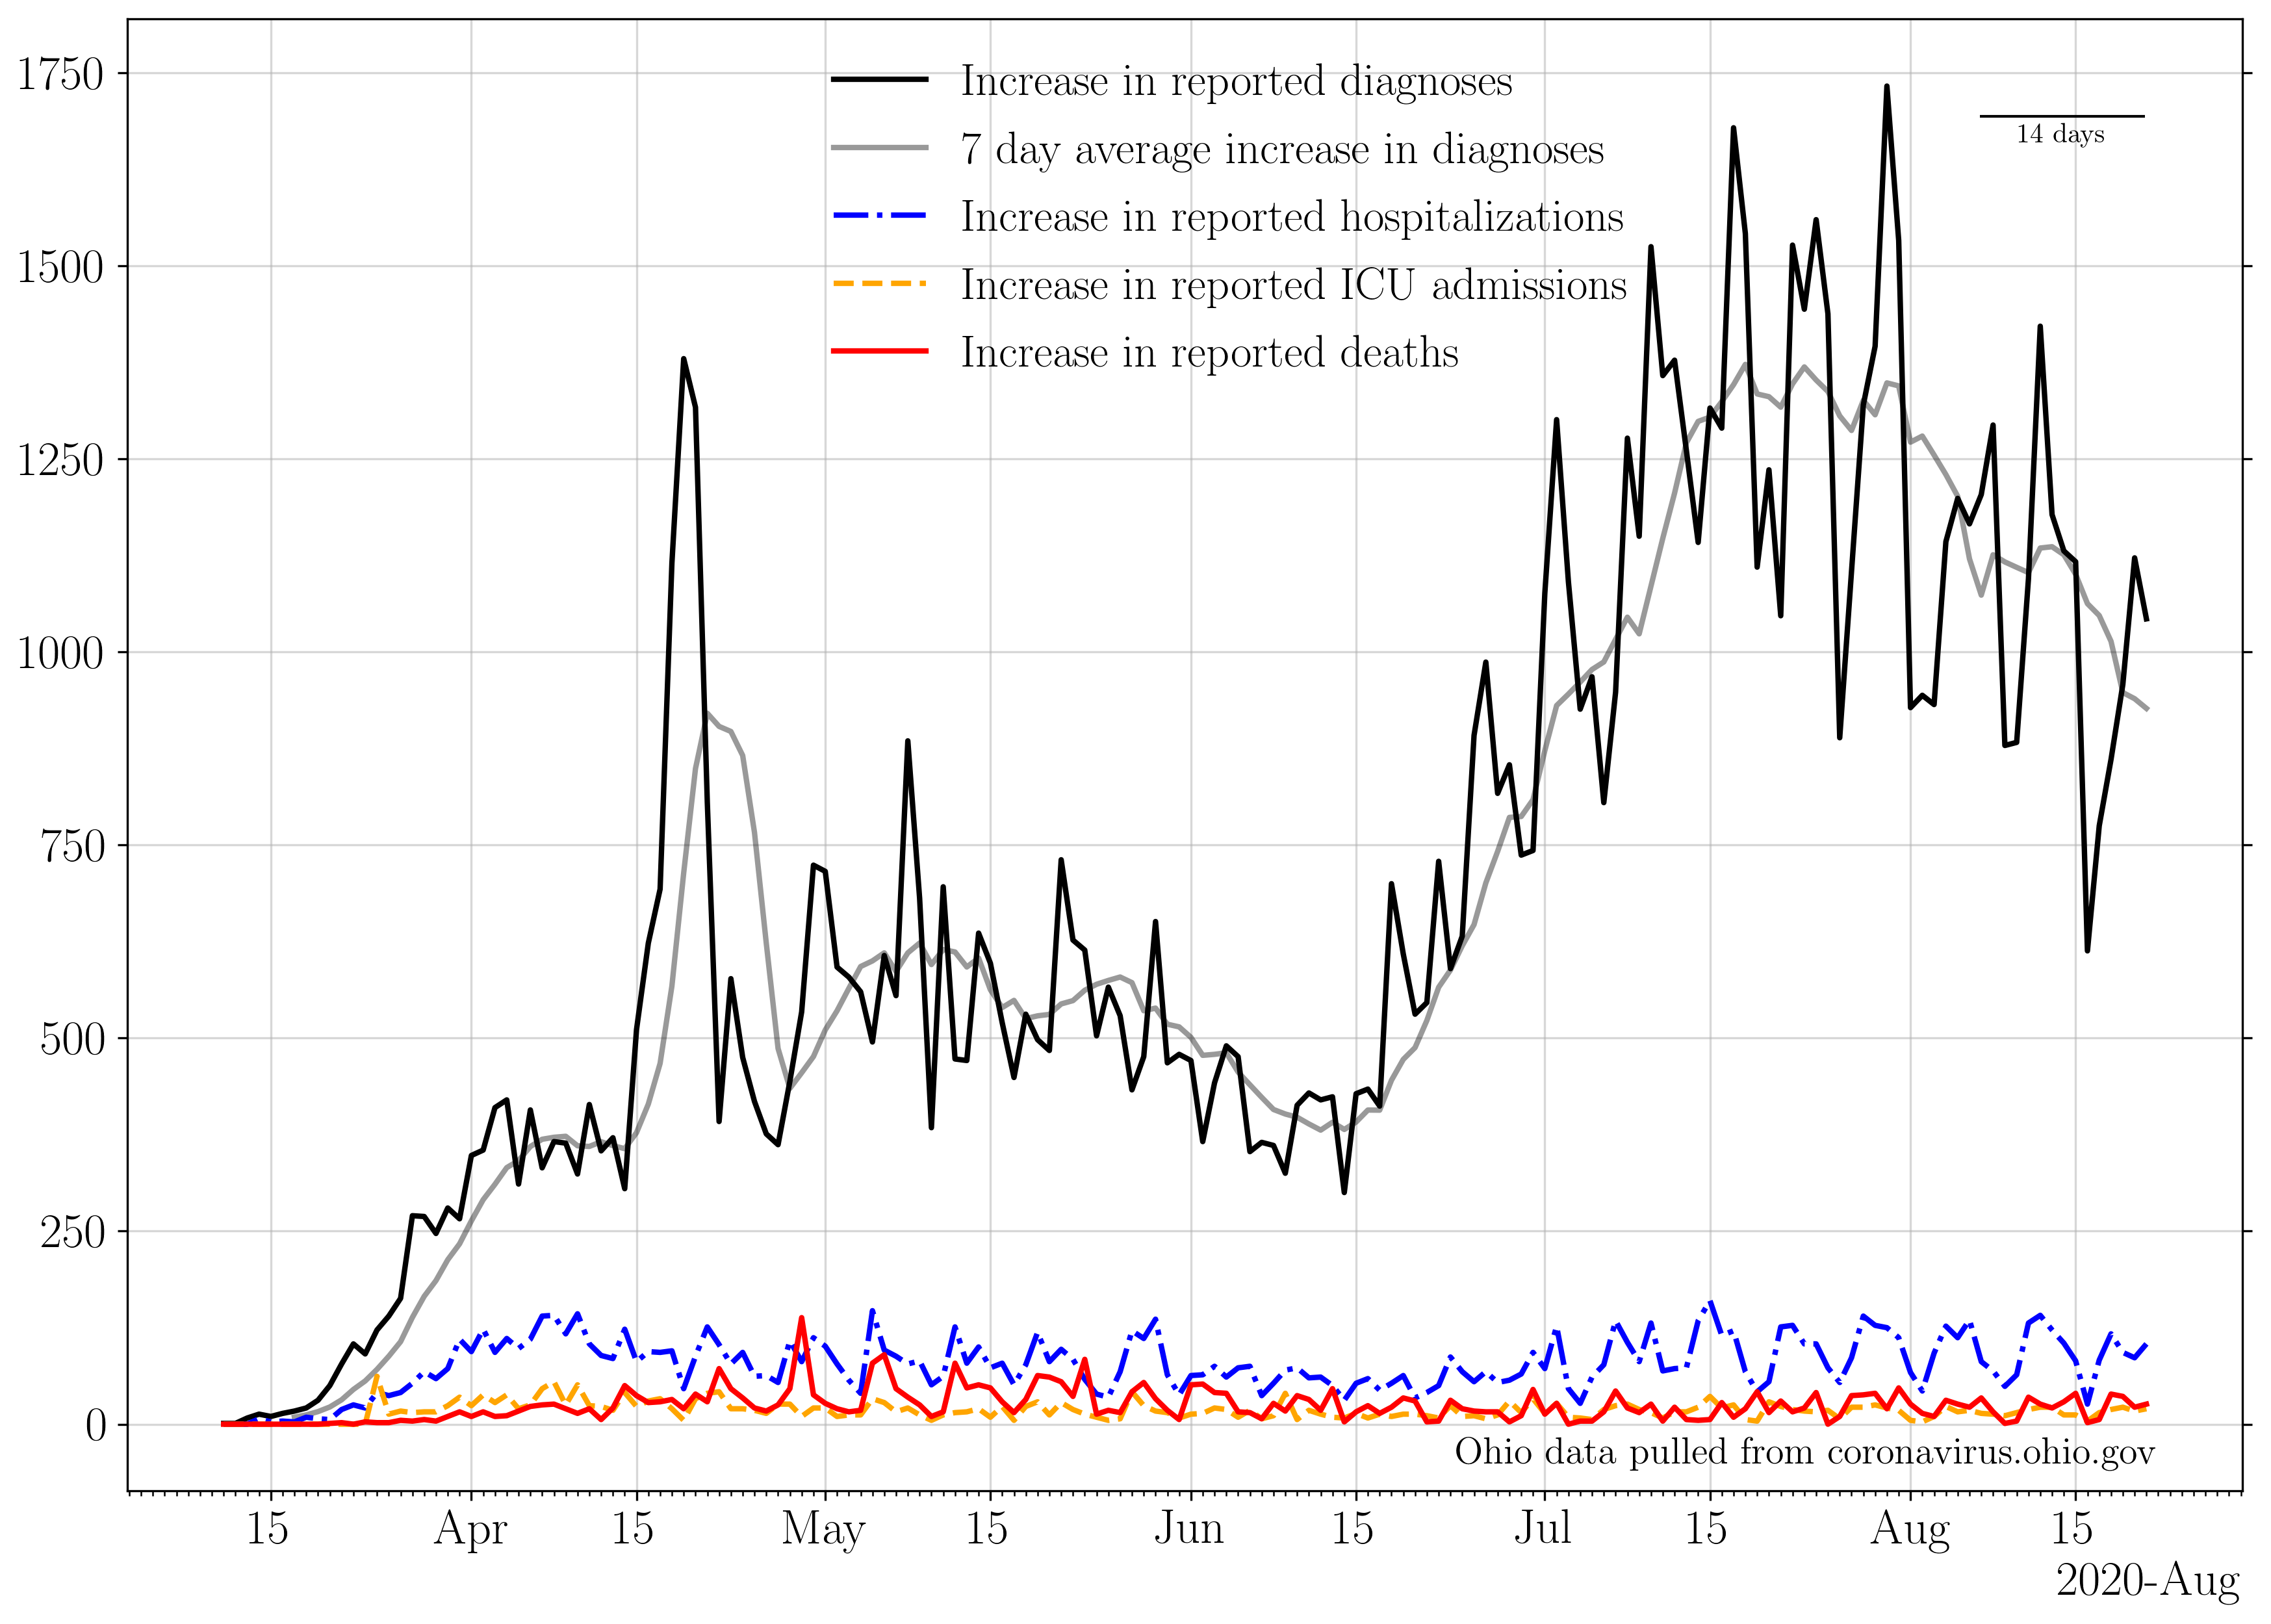 1750
1500
1250
1000
750
500
250
0
Increase in reported diagnoses
7 day average increase in diagnoses
Increase in reported hospitalizations
Increase in reported ICU admissions
Increase in reported deaths
14 days
Ohio data pulled from coronavirus.ohio.gov
15 Apr 15 May 15 Jun 15 Jul 15 Aug 15
2020-Aug